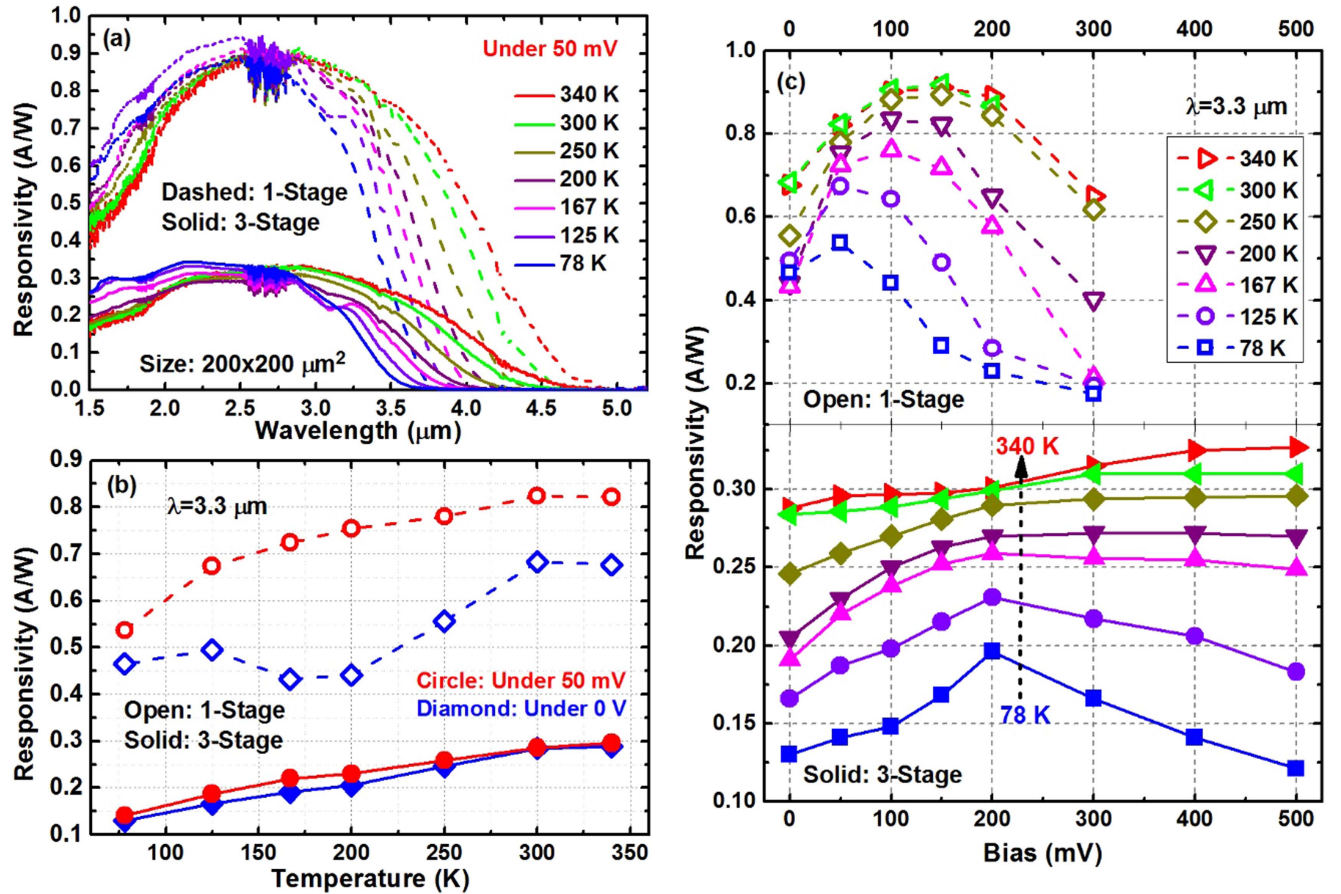 (a)
Under 50 mV
340 K
300 K
250 K
200 K
167 K
125 K
78 K
Dashed: 1-Stage
Solid: 3-Stage
Size: 200x200 μm²
Responsivity (A/W)
1.0
0.9
0.8
0.7
0.6
0.5
0.4
0.3
0.2
0.1
0.0
1.5 2.0 2.5 3.0 3.5 4.0 4.5 5.0
Wavelength (μm)
(b)
λ=3.3 μm
Circle: Under 50 mV
Diamond: Under 0 V
Open: 1-Stage
Solid: 3-Stage
Responsivity (A/W)
0.9
0.8
0.7
0.6
0.5
0.4
0.3
0.2
0.1
100 150 200 250 300 350
Temperature (K)
0 100 200 300 400 500
(c)
λ=3.3 μm
340 K
300 K
250 K
200 K
167 K
125 K
78 K
Open: 1-Stage
1.0
0.8
0.6
0.4
0.2
Responsivity (A/W)
340 K
78 K
Solid: 3-Stage
0.30
0.25
0.20
0.15
0.10
0 100 200 300 400 500
Bias (mV)